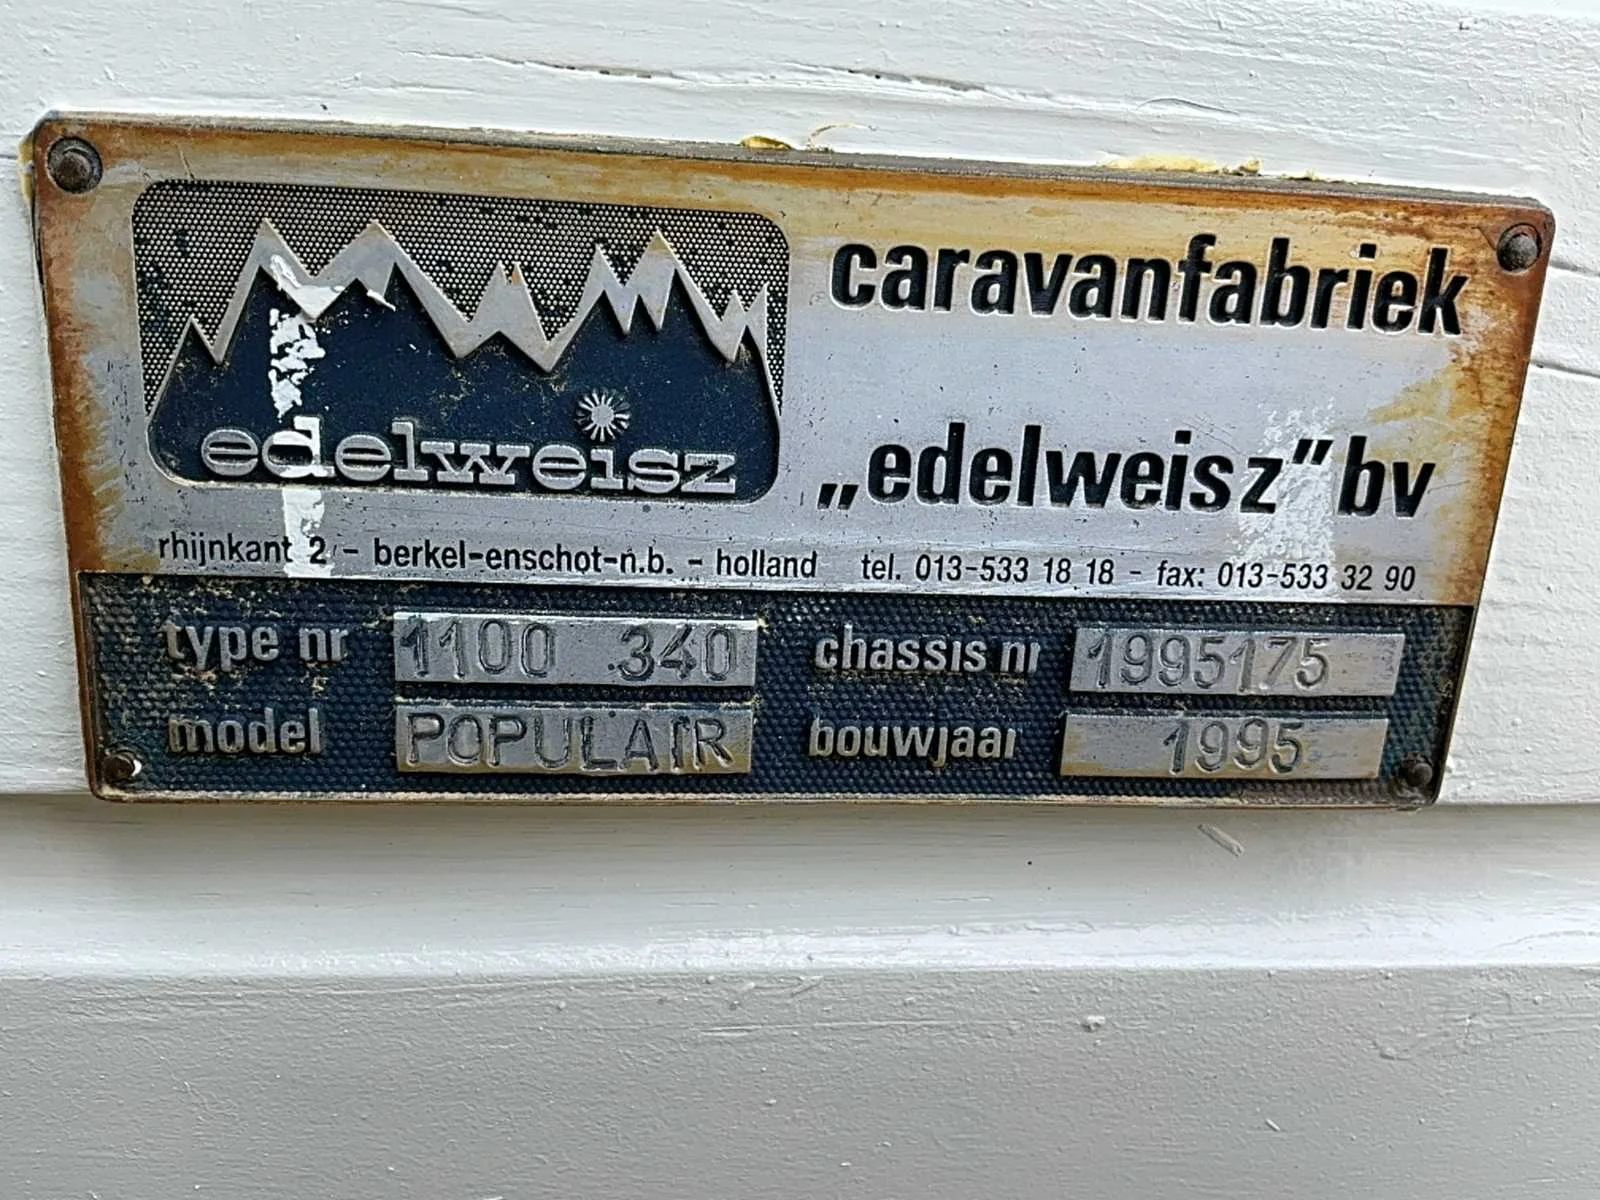 edelweisz
caravanfabriek
„edelweisz” bv
rhijnkant 2 - berkel-enschot-n.b. - holland tel. 013-533 18 18 - fax: 013-533 32 90
type nr 1100 340 chassis nr 1995175
model POPULAIR bouwjaar 1995